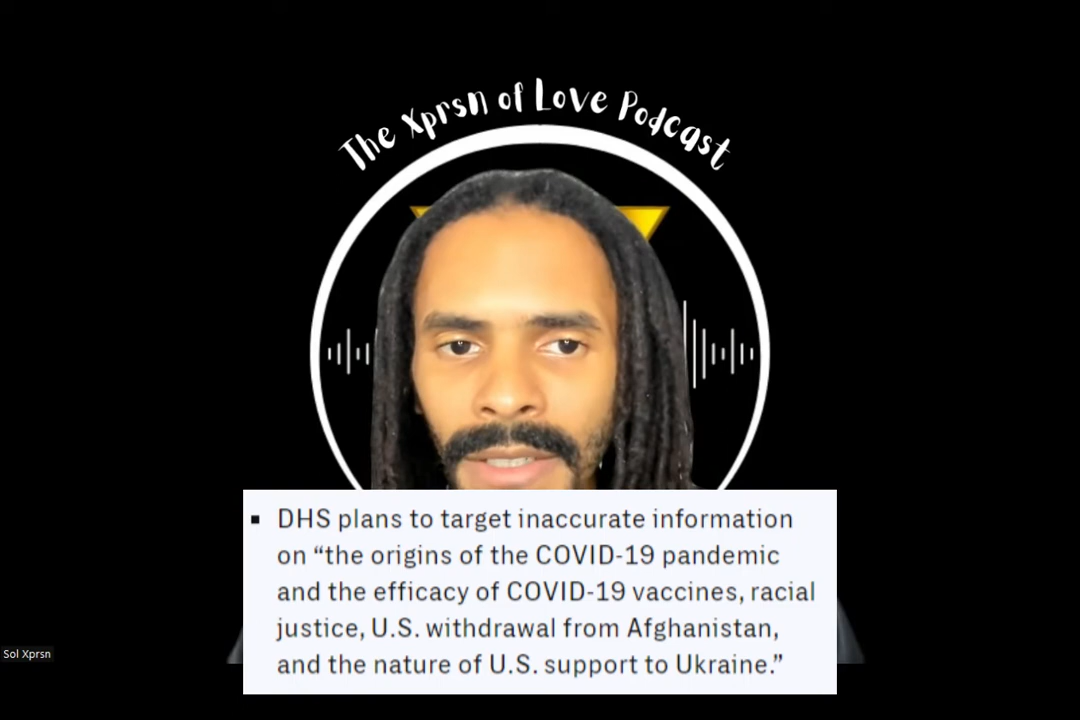 The Xprsn of Love Podcast
■ DHS plans to target inaccurate information
on “the origins of the COVID-19 pandemic
and the efficacy of COVID-19 vaccines, racial
justice, U.S. withdrawal from Afghanistan,
and the nature of U.S. support to Ukraine.”
Sol Xprsn